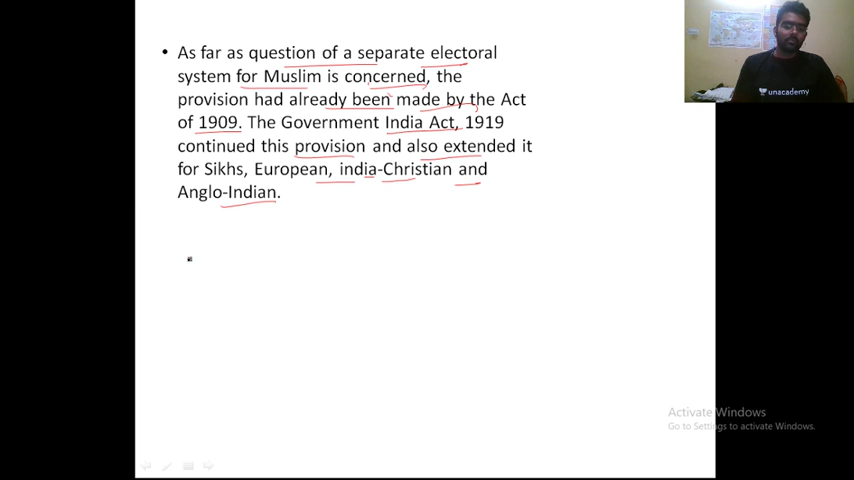 • As far as question of a separate electoral
system for Muslim is concerned, the
provision had already been made by the Act
of 1909. The Government India Act, 1919
continued this provision and also extended it
for Sikhs, European, india-Christian and
Anglo-Indian.
unacademy
Activate Windows
Go to Settings to activate Windows.